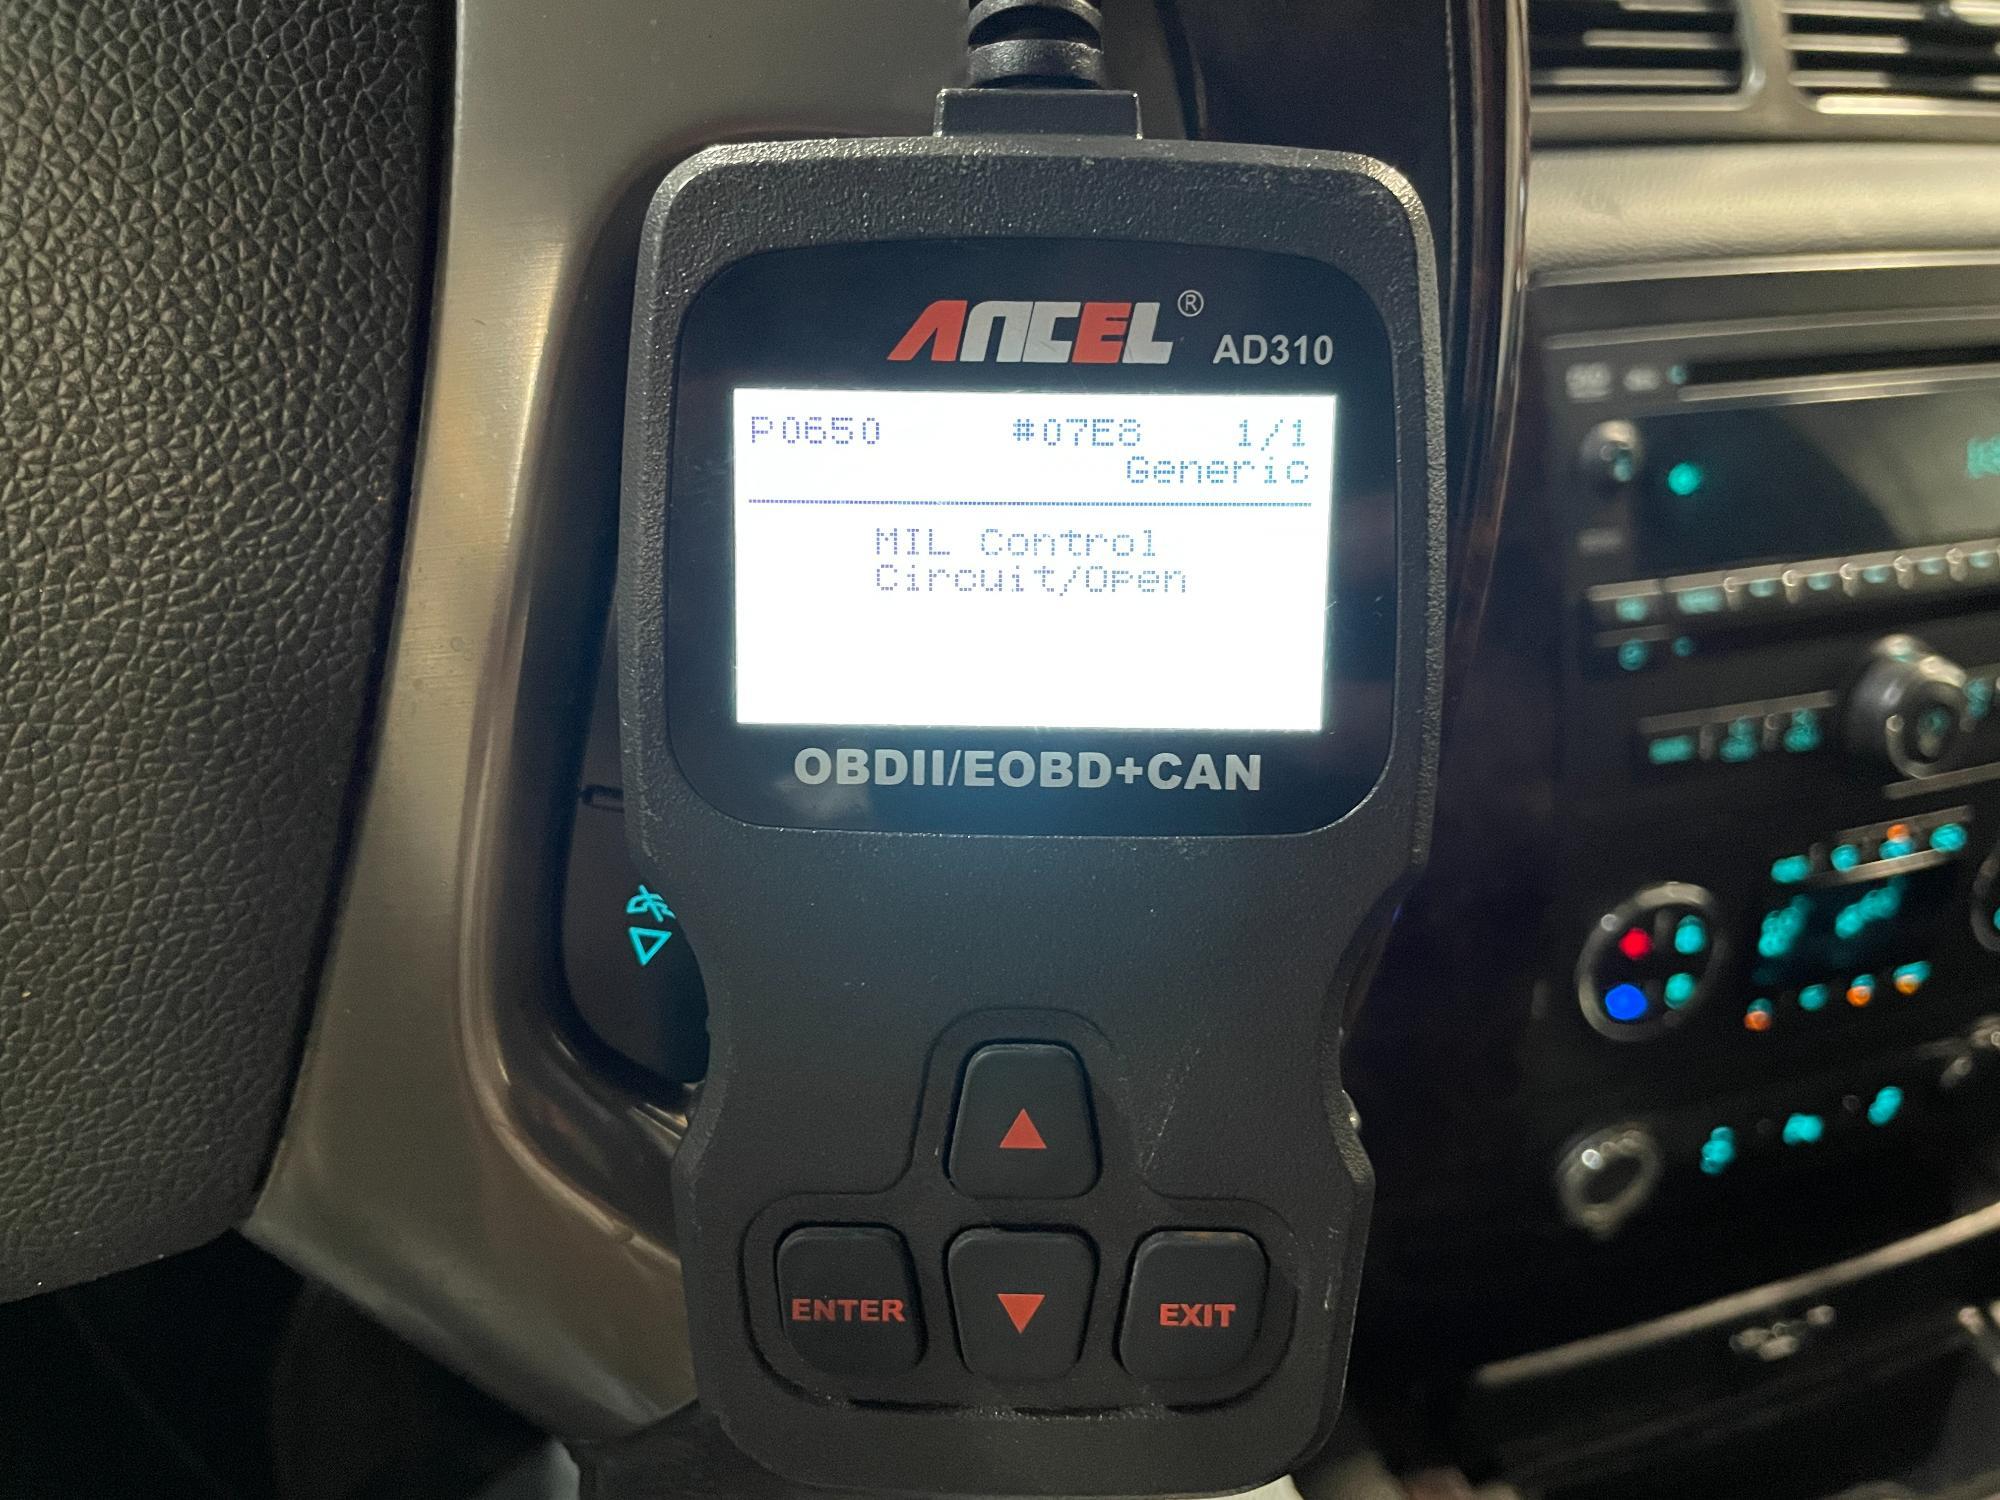 ANCEL® AD310
P0650 #07E8 1/1
Generic
MIL Control
Circuit/Open
OBDII/EOBD+CAN
ENTER
EXIT